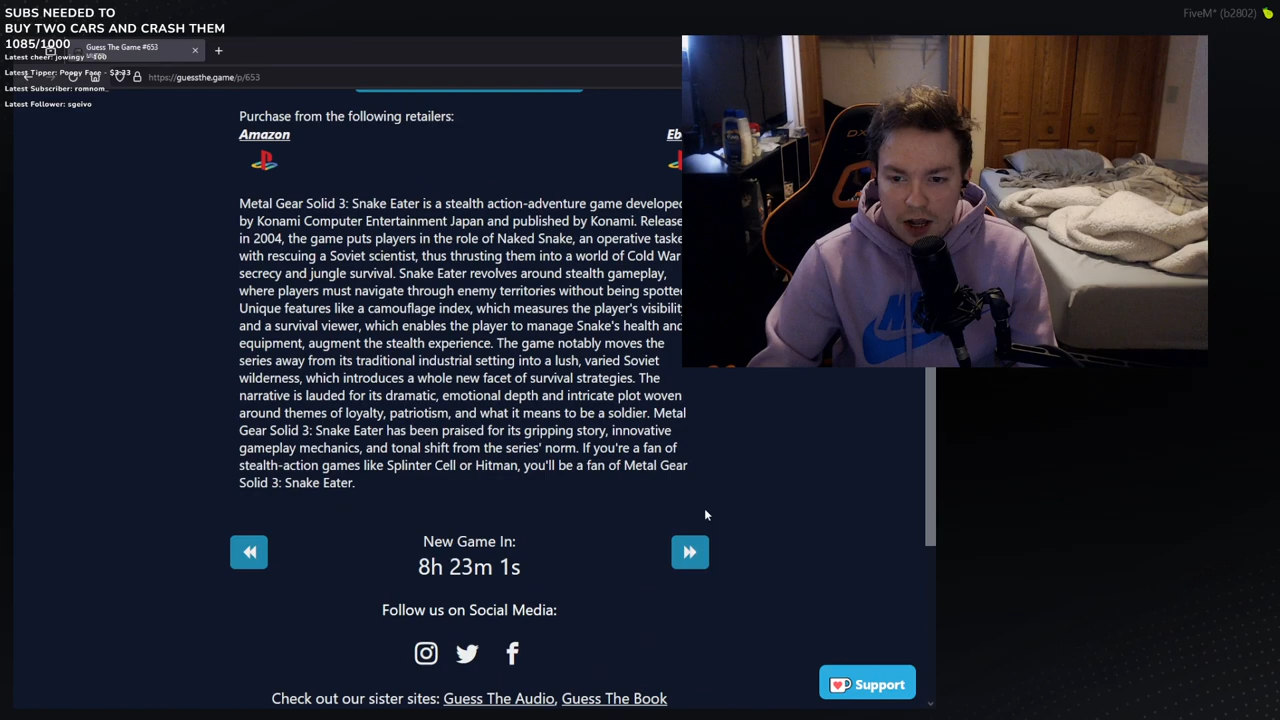 SUBS NEEDED TO
BUY TWO CARS AND CRASH THEM
1085/1000
Latest cheer: jowingy - 100
Latest Tipper: Poggy Face - $3.33
Latest Subscriber: romnom_
Latest Follower: sgeivo
FiveM* (b2802)
Guess The Game #653
https://guessthe.game/p/653
Purchase from the following retailers:
Amazon
Eb
Metal Gear Solid 3: Snake Eater is a stealth action-adventure game developed
by Konami Computer Entertainment Japan and published by Konami. Release
in 2004, the game puts players in the role of Naked Snake, an operative taske
with rescuing a Soviet scientist, thus thrusting them into a world of Cold War
secrecy and jungle survival. Snake Eater revolves around stealth gameplay,
where players must navigate through enemy territories without being spotte
Unique features like a camouflage index, which measures the player's visibilit
and a survival viewer, which enables the player to manage Snake's health and
equipment, augment the stealth experience. The game notably moves the
series away from its traditional industrial setting into a lush, varied Soviet
wilderness, which introduces a whole new facet of survival strategies. The
narrative is lauded for its dramatic, emotional depth and intricate plot woven
around themes of loyalty, patriotism, and what it means to be a soldier. Metal
Gear Solid 3: Snake Eater has been praised for its gripping story, innovative
gameplay mechanics, and tonal shift from the series' norm. If you're a fan of
stealth-action games like Splinter Cell or Hitman, you'll be a fan of Metal Gear
Solid 3: Snake Eater.
New Game In:
8h 23m 1s
Follow us on Social Media:
Support
Check out our sister sites: Guess The Audio, Guess The Book